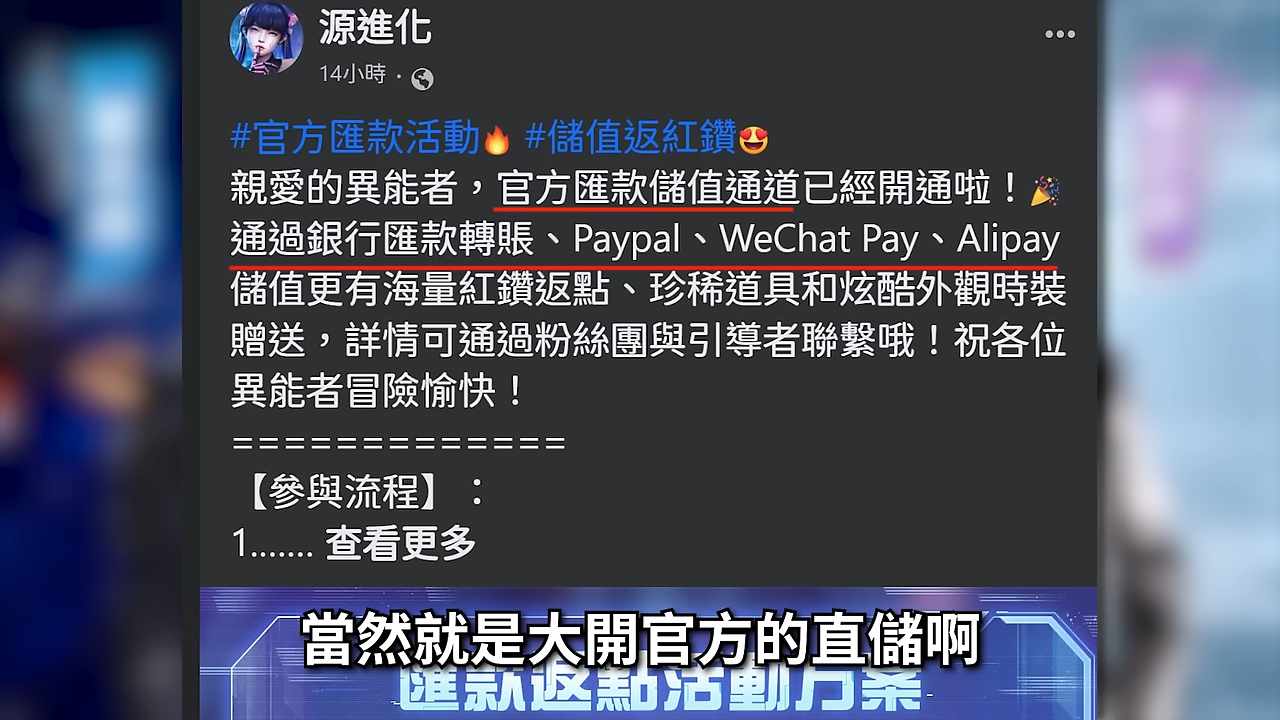 源進化
14小時 ·
#官方匯款活動🔥 #儲值返紅鑽😍
親愛的異能者，官方匯款儲值通道已經開通啦！🎉
通過銀行匯款轉賬、Paypal、WeChat Pay、Alipay
儲值更有海量紅鑽返點、珍稀道具和炫酷外觀時裝
贈送，詳情可通過粉絲團與引導者聯繫哦！祝各位
異能者冒險愉快！
=============
【參與流程】：
1....... 查看更多
當然就是大開官方的直儲啊
匯款返點活動方案